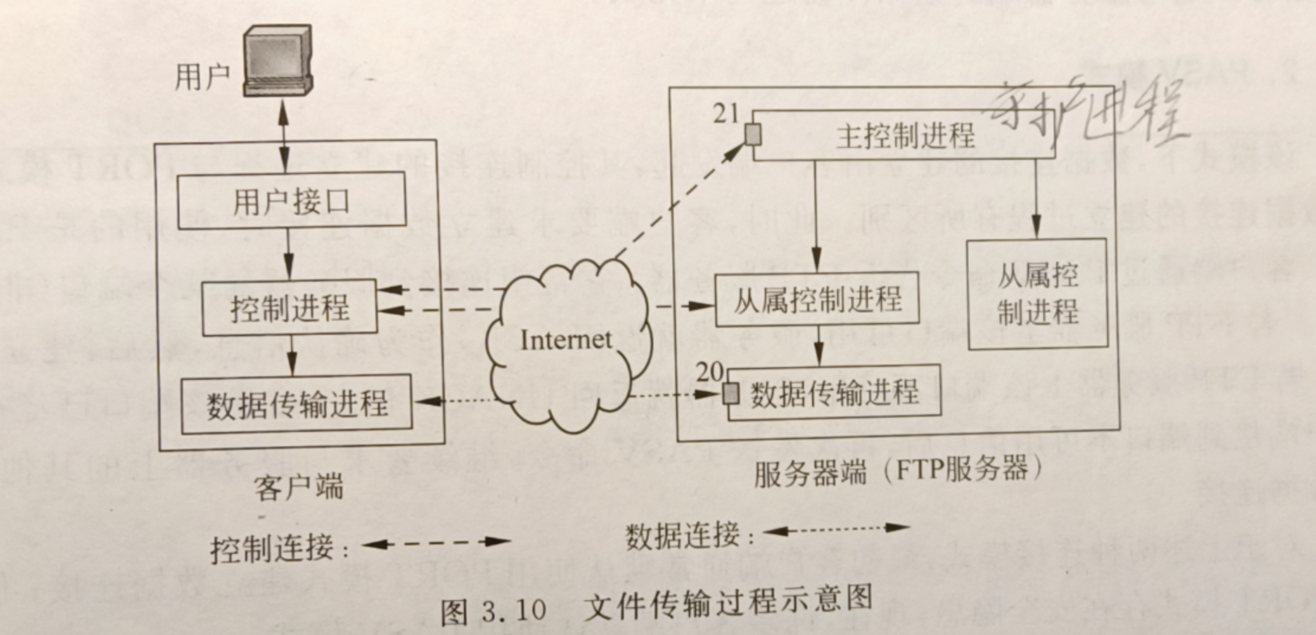 用户
21
主控制进程
守护进程
用户接口
控制进程
Internet
从属控制进程
从属控
制进程
20
数据传输进程
数据传输进程
客户端
服务器端（FTP服务器）
控制连接：
数据连接：
图 3.10 文件传输过程示意图